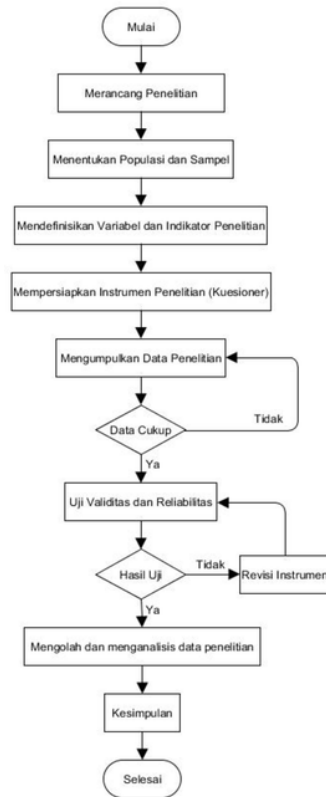 Mulai
Merancang Penelitian
Menentukan Populasi dan Sampel
Mendefinisikan Variabel dan Indikator Penelitian
Mempersiapkan Instrumen Penelitian (Kuesioner)
Mengumpulkan Data Penelitian
Data Cukup
Tidak
Ya
Uji Validitas dan Reliabilitas
Hasil Uji
Tidak
Revisi Instrumen
Ya
Mengolah dan menganalisis data penelitian
Kesimpulan
Selesai